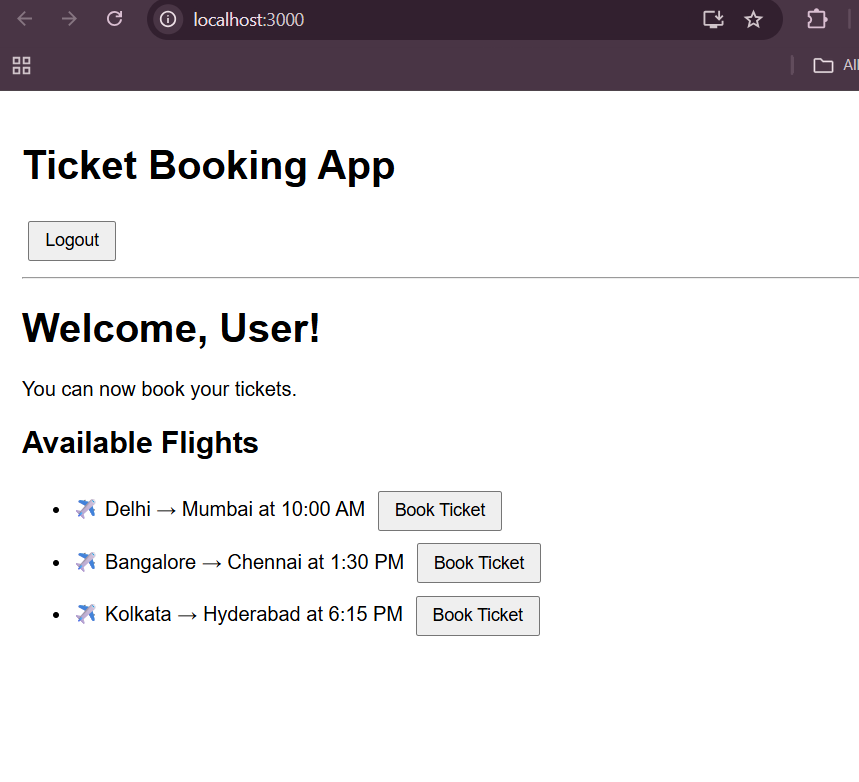 localhost:3000
All
Ticket Booking App
Logout
Welcome, User!
You can now book your tickets.
Available Flights
• ✈️ Delhi → Mumbai at 10:00 AM Book Ticket
• ✈️ Bangalore → Chennai at 1:30 PM Book Ticket
• ✈️ Kolkata → Hyderabad at 6:15 PM Book Ticket